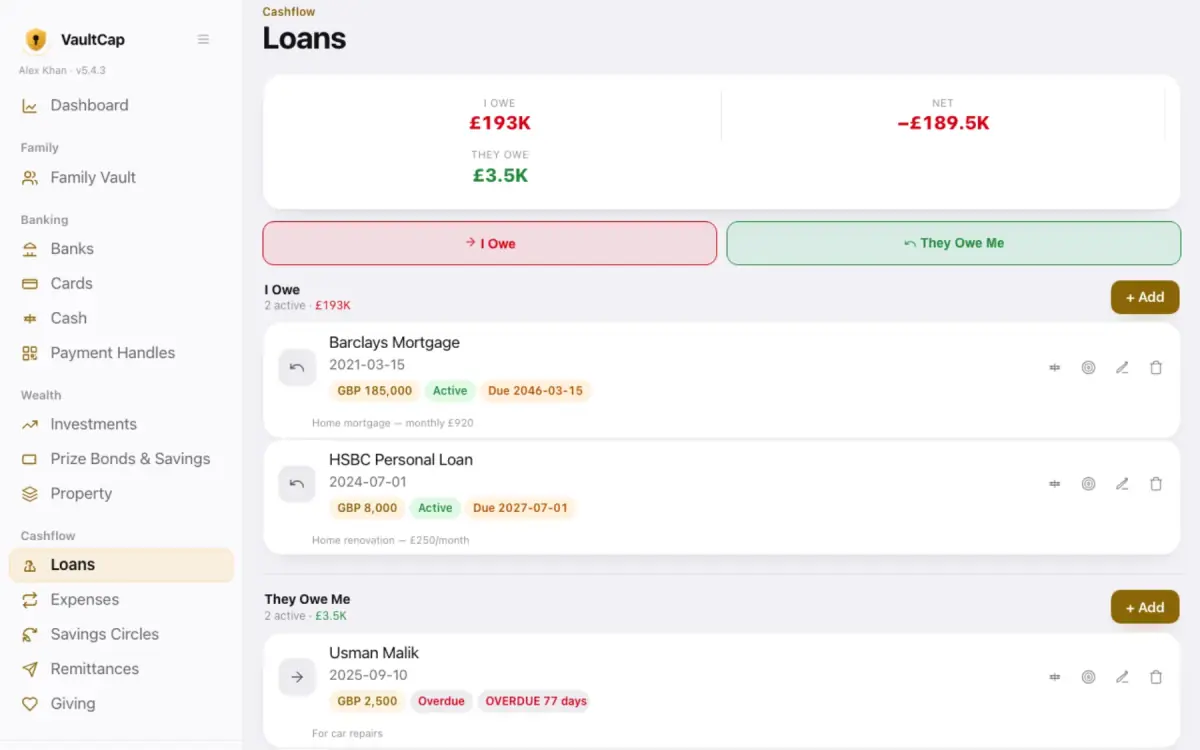 VaultCap
Alex Khan · v5.4.3
Dashboard
Family
Family Vault
Banking
Banks
Cards
Cash
Payment Handles
Wealth
Investments
Prize Bonds & Savings
Property
Cashflow
Loans
Expenses
Savings Circles
Remittances
Giving
Cashflow
Loans
I OWE
£193K
NET
−£189.5K
THEY OWE
£3.5K
→ I Owe
They Owe Me
I Owe
2 active · £193K
+ Add
Barclays Mortgage
2021-03-15
GBP 185,000 Active Due 2046-03-15
Home mortgage — monthly £920
HSBC Personal Loan
2024-07-01
GBP 8,000 Active Due 2027-07-01
Home renovation — £250/month
They Owe Me
2 active · £3.5K
+ Add
Usman Malik
2025-09-10
GBP 2,500 Overdue OVERDUE 77 days
For car repairs